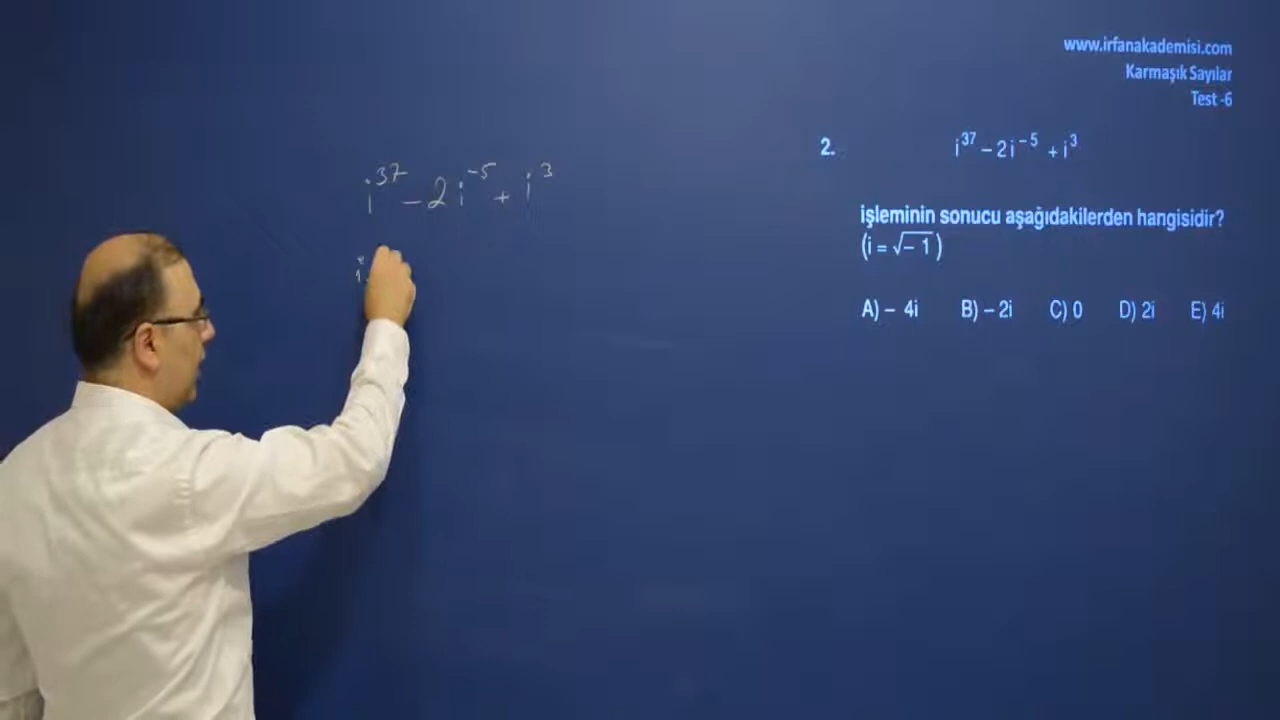 www.irfanakademisi.com
Karmaşık Sayılar
Test -6
2. i^37 – 2i^–5 + i^3
işleminin sonucu aşağıdakilerden hangisidir?
(i = √–1)
A) – 4i B) – 2i C) 0 D) 2i E) 4i
i^37 – 2i^–5 + i^3